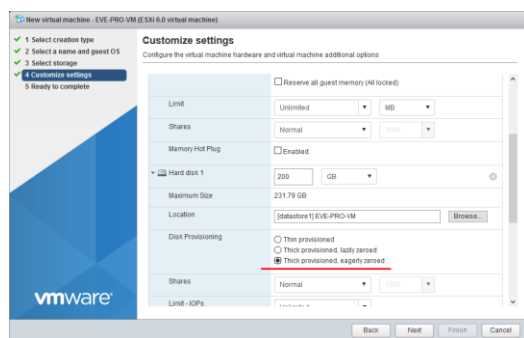 New virtual machine - EVE-PRO-VM (ESXi 6.0 virtual machine)
1 Select creation type
2 Select a name and guest OS
3 Select storage
4 Customize settings
5 Ready to complete
Customize settings
Configure the virtual machine hardware and virtual machine additional options
Reserve all guest memory (All locked)
Limit
Unlimited
MB
Shares
Normal
1000
Memory Hot Plug
Enabled
Hard disk 1
200
GB
Maximum Size
231.79 GB
Location
[datastore1] EVE-PRO-VM
Browse...
Disk Provisioning
Thin provisioned
Thick provisioned, lazily zeroed
Thick provisioned, eagerly zeroed
Shares
Normal
1000
Limit - IOPs
Unlimited
vmware
Back
Next
Finish
Cancel